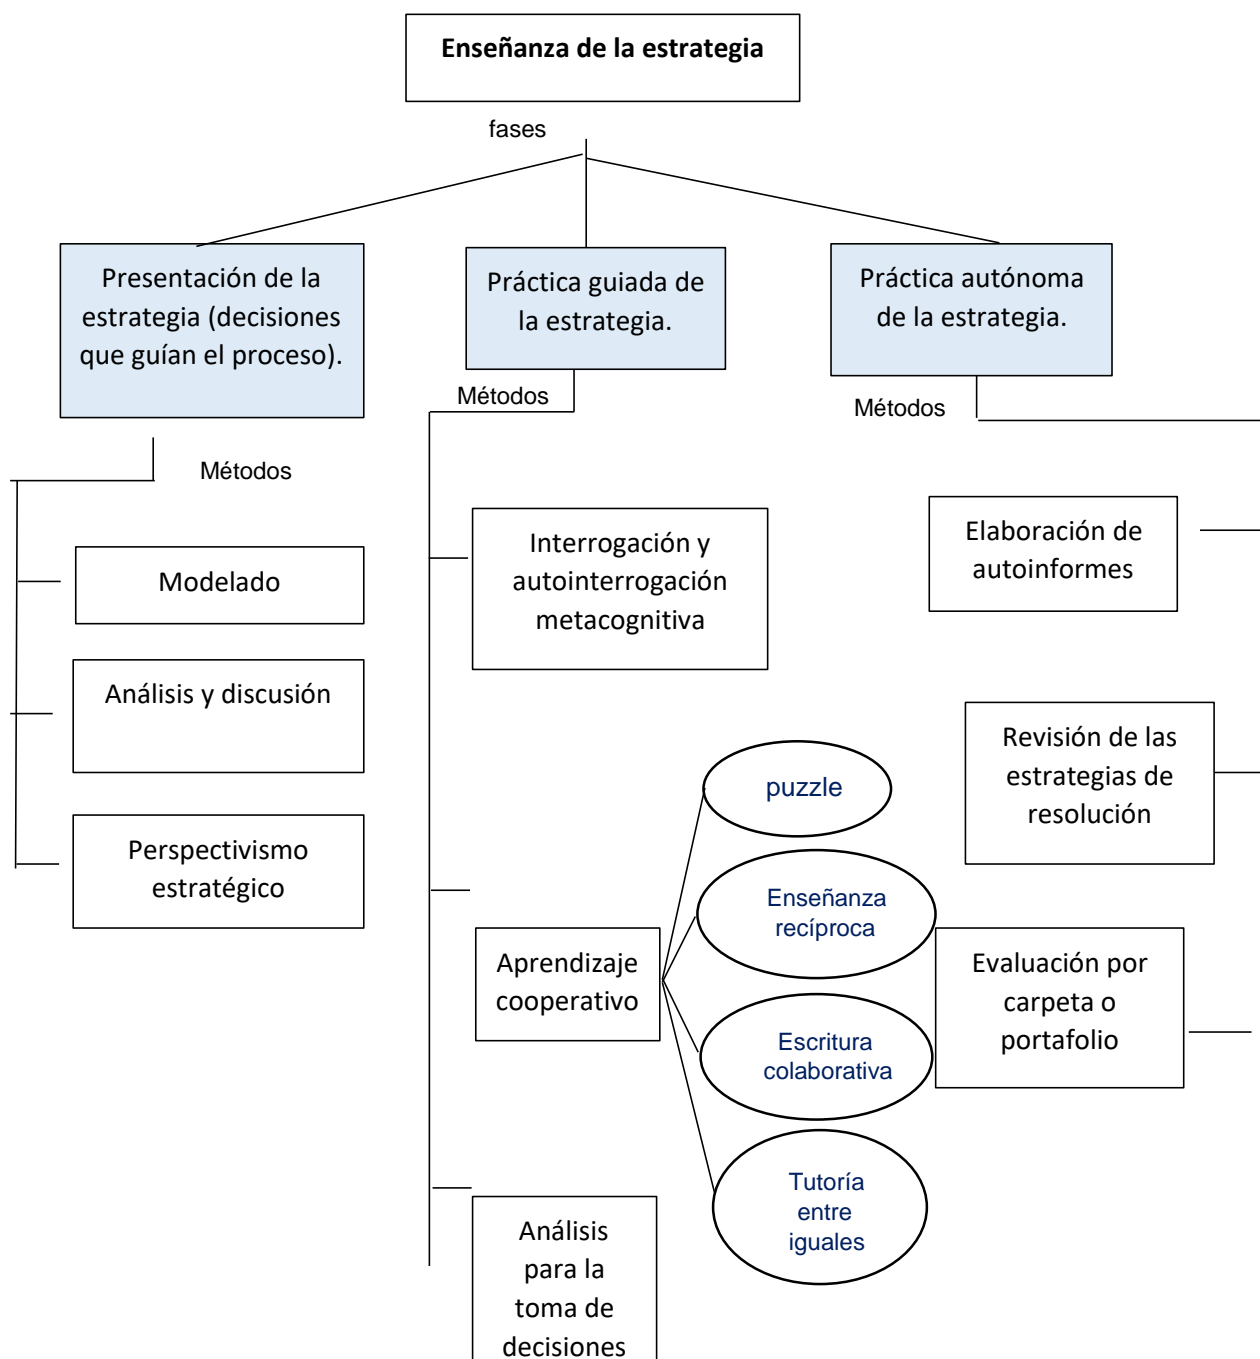 Enseñanza de la estrategia
fases
Presentación de la
estrategia (decisiones
que guían el proceso).
Métodos
Modelado
Análisis y discusión
Perspectivismo
estratégico
Práctica guiada de
la estrategia.
Métodos
Interrogación y
autointerrogación
metacognitiva
Aprendizaje
cooperativo
puzzle
Enseñanza
recíproca
Escritura
colaborativa
Tutoría
entre
iguales
Análisis
para la
toma de
decisiones
Práctica autónoma
de la estrategia.
Métodos
Elaboración de
autoinformes
Revisión de las
estrategias de
resolución
Evaluación por
carpeta o
portafolio